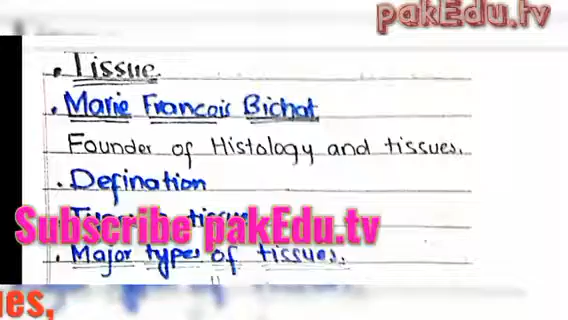 pakEdu.tv
• Tissue
• Marie Francois Bichat
Founder of Histology and tissues.
• Defination
Subscribe pakEdu.tv
• Major types of tissues.
ues,